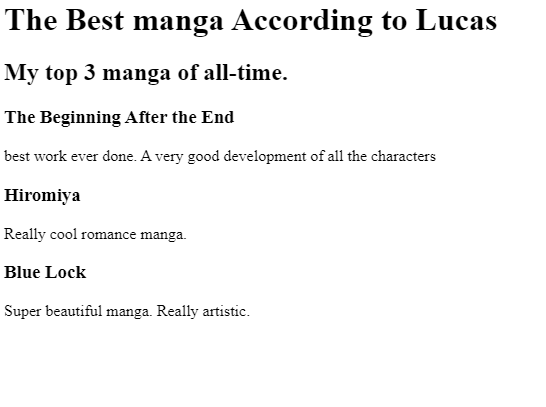 The Best manga According to Lucas
My top 3 manga of all-time.
The Beginning After the End
best work ever done. A very good development of all the characters
Hiromiya
Really cool romance manga.
Blue Lock
Super beautiful manga. Really artistic.